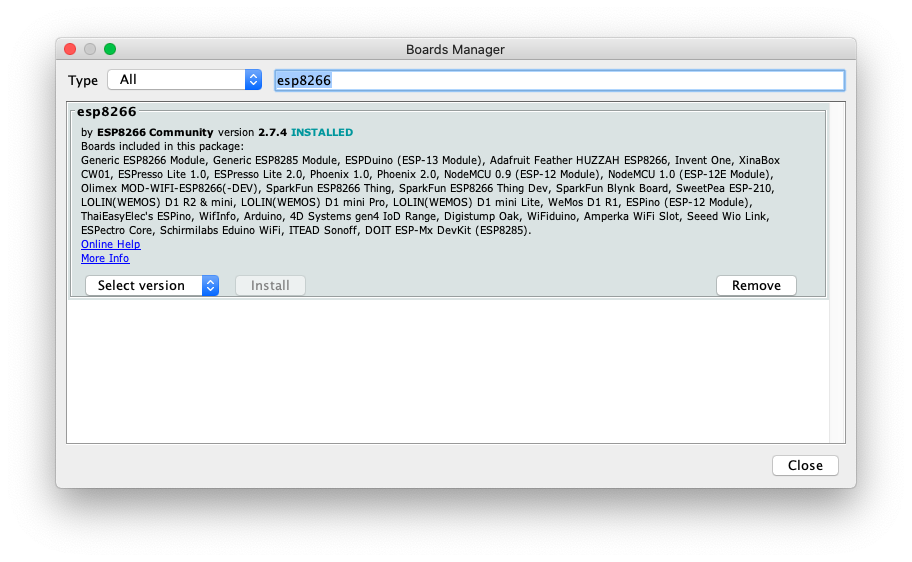 Boards Manager
Type All esp8266
esp8266
by ESP8266 Community version 2.7.4 INSTALLED
Boards included in this package:
Generic ESP8266 Module, Generic ESP8285 Module, ESPDuino (ESP-13 Module), Adafruit Feather HUZZAH ESP8266, Invent One, XinaBox
CW01, ESPresso Lite 1.0, ESPresso Lite 2.0, Phoenix 1.0, Phoenix 2.0, NodeMCU 0.9 (ESP-12 Module), NodeMCU 1.0 (ESP-12E Module),
Olimex MOD-WIFI-ESP8266(-DEV), SparkFun ESP8266 Thing, SparkFun ESP8266 Thing Dev, SparkFun Blynk Board, SweetPea ESP-210,
LOLIN(WEMOS) D1 R2 & mini, LOLIN(WEMOS) D1 mini Pro, LOLIN(WEMOS) D1 mini Lite, WeMos D1 R1, ESPino (ESP-12 Module),
ThaiEasyElec's ESPino, WifInfo, Arduino, 4D Systems gen4 IoD Range, Digistump Oak, WiFiduino, Amperka WiFi Slot, Seeed Wio Link,
ESPectro Core, Schirmilabs Eduino WiFi, ITEAD Sonoff, DOIT ESP-Mx DevKit (ESP8285).
Online Help
More Info
Select version Install Remove
Close